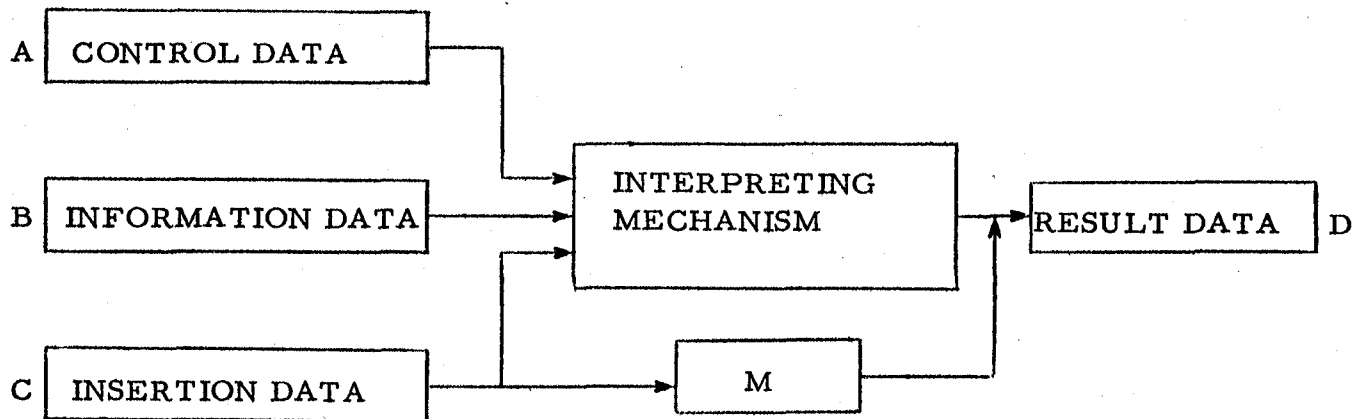 A CONTROL DATA
INTERPRETING
MECHANISM
B INFORMATION DATA
RESULT DATA D
C INSERTION DATA
M